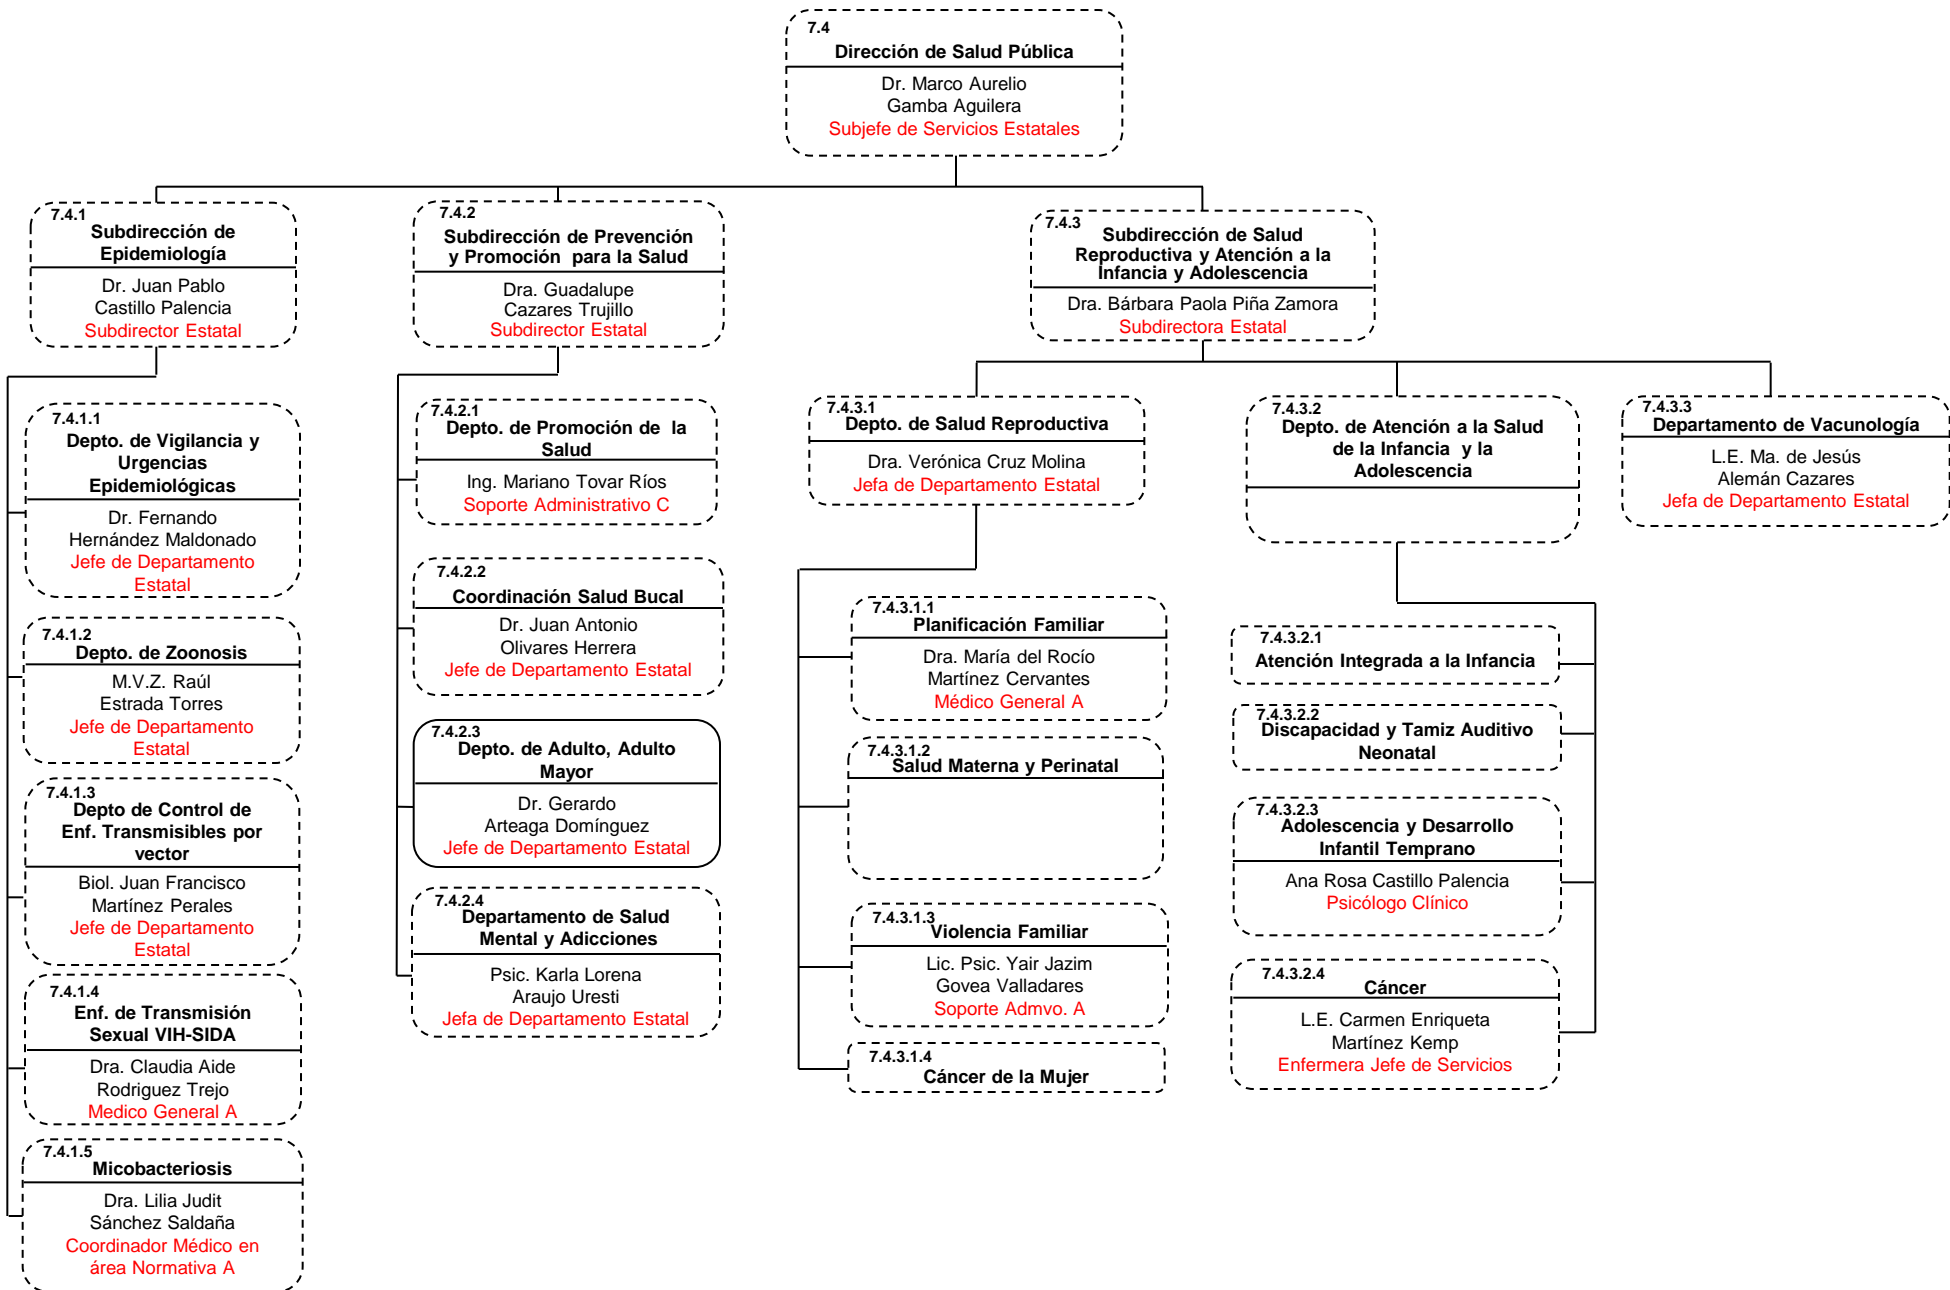 7.4
Dirección de Salud Pública
Dr. Marco Aurelio
Gamba Aguilera
Subjefe de Servicios Estatales
7.4.1
Subdirección de
Epidemiología
Dr. Juan Pablo
Castillo Palencia
Subdirector Estatal
7.4.2
Subdirección de Prevención
y Promoción para la Salud
Dra. Guadalupe
Cazares Trujillo
Subdirector Estatal
7.4.3
Subdirección de Salud
Reproductiva y Atención a la
Infancia y Adolescencia
Dra. Bárbara Paola Piña Zamora
Subdirectora Estatal
7.4.1.1
Depto. de Vigilancia y
Urgencias
Epidemiológicas
Dr. Fernando
Hernández Maldonado
Jefe de Departamento
Estatal
7.4.1.2
Depto. de Zoonosis
M.V.Z. Raúl
Estrada Torres
Jefe de Departamento
Estatal
7.4.1.3
Depto de Control de
Enf. Transmisibles por
vector
Biol. Juan Francisco
Martínez Perales
Jefe de Departamento
Estatal
7.4.1.4
Enf. de Transmisión
Sexual VIH-SIDA
Dra. Claudia Aide
Rodriguez Trejo
Medico General A
7.4.1.5
Micobacteriosis
Dra. Lilia Judit
Sánchez Saldaña
Coordinador Médico en
área Normativa A
7.4.2.1
Depto. de Promoción de la
Salud
Ing. Mariano Tovar Ríos
Soporte Administrativo C
7.4.2.2
Coordinación Salud Bucal
Dr. Juan Antonio
Olivares Herrera
Jefe de Departamento Estatal
7.4.2.3
Depto. de Adulto, Adulto
Mayor
Dr. Gerardo
Arteaga Domínguez
Jefe de Departamento Estatal
7.4.2.4
Departamento de Salud
Mental y Adicciones
Psic. Karla Lorena
Araujo Uresti
Jefa de Departamento Estatal
7.4.3.1
Depto. de Salud Reproductiva
Dra. Verónica Cruz Molina
Jefa de Departamento Estatal
7.4.3.1.1
Planificación Familiar
Dra. María del Rocío
Martínez Cervantes
Médico General A
7.4.3.1.2
Salud Materna y Perinatal
7.4.3.1.3
Violencia Familiar
Lic. Psic. Yair Jazim
Govea Valladares
Soporte Admvo. A
7.4.3.1.4
Cáncer de la Mujer
7.4.3.2
Depto. de Atención a la Salud
de la Infancia y la
Adolescencia
7.4.3.2.1
Atención Integrada a la Infancia
7.4.3.2.2
Discapacidad y Tamiz Auditivo
Neonatal
7.4.3.2.3
Adolescencia y Desarrollo
Infantil Temprano
Ana Rosa Castillo Palencia
Psicólogo Clínico
7.4.3.2.4
Cáncer
L.E. Carmen Enriqueta
Martínez Kemp
Enfermera Jefe de Servicios
7.4.3.3
Departamento de Vacunología
L.E. Ma. de Jesús
Alemán Cazares
Jefa de Departamento Estatal